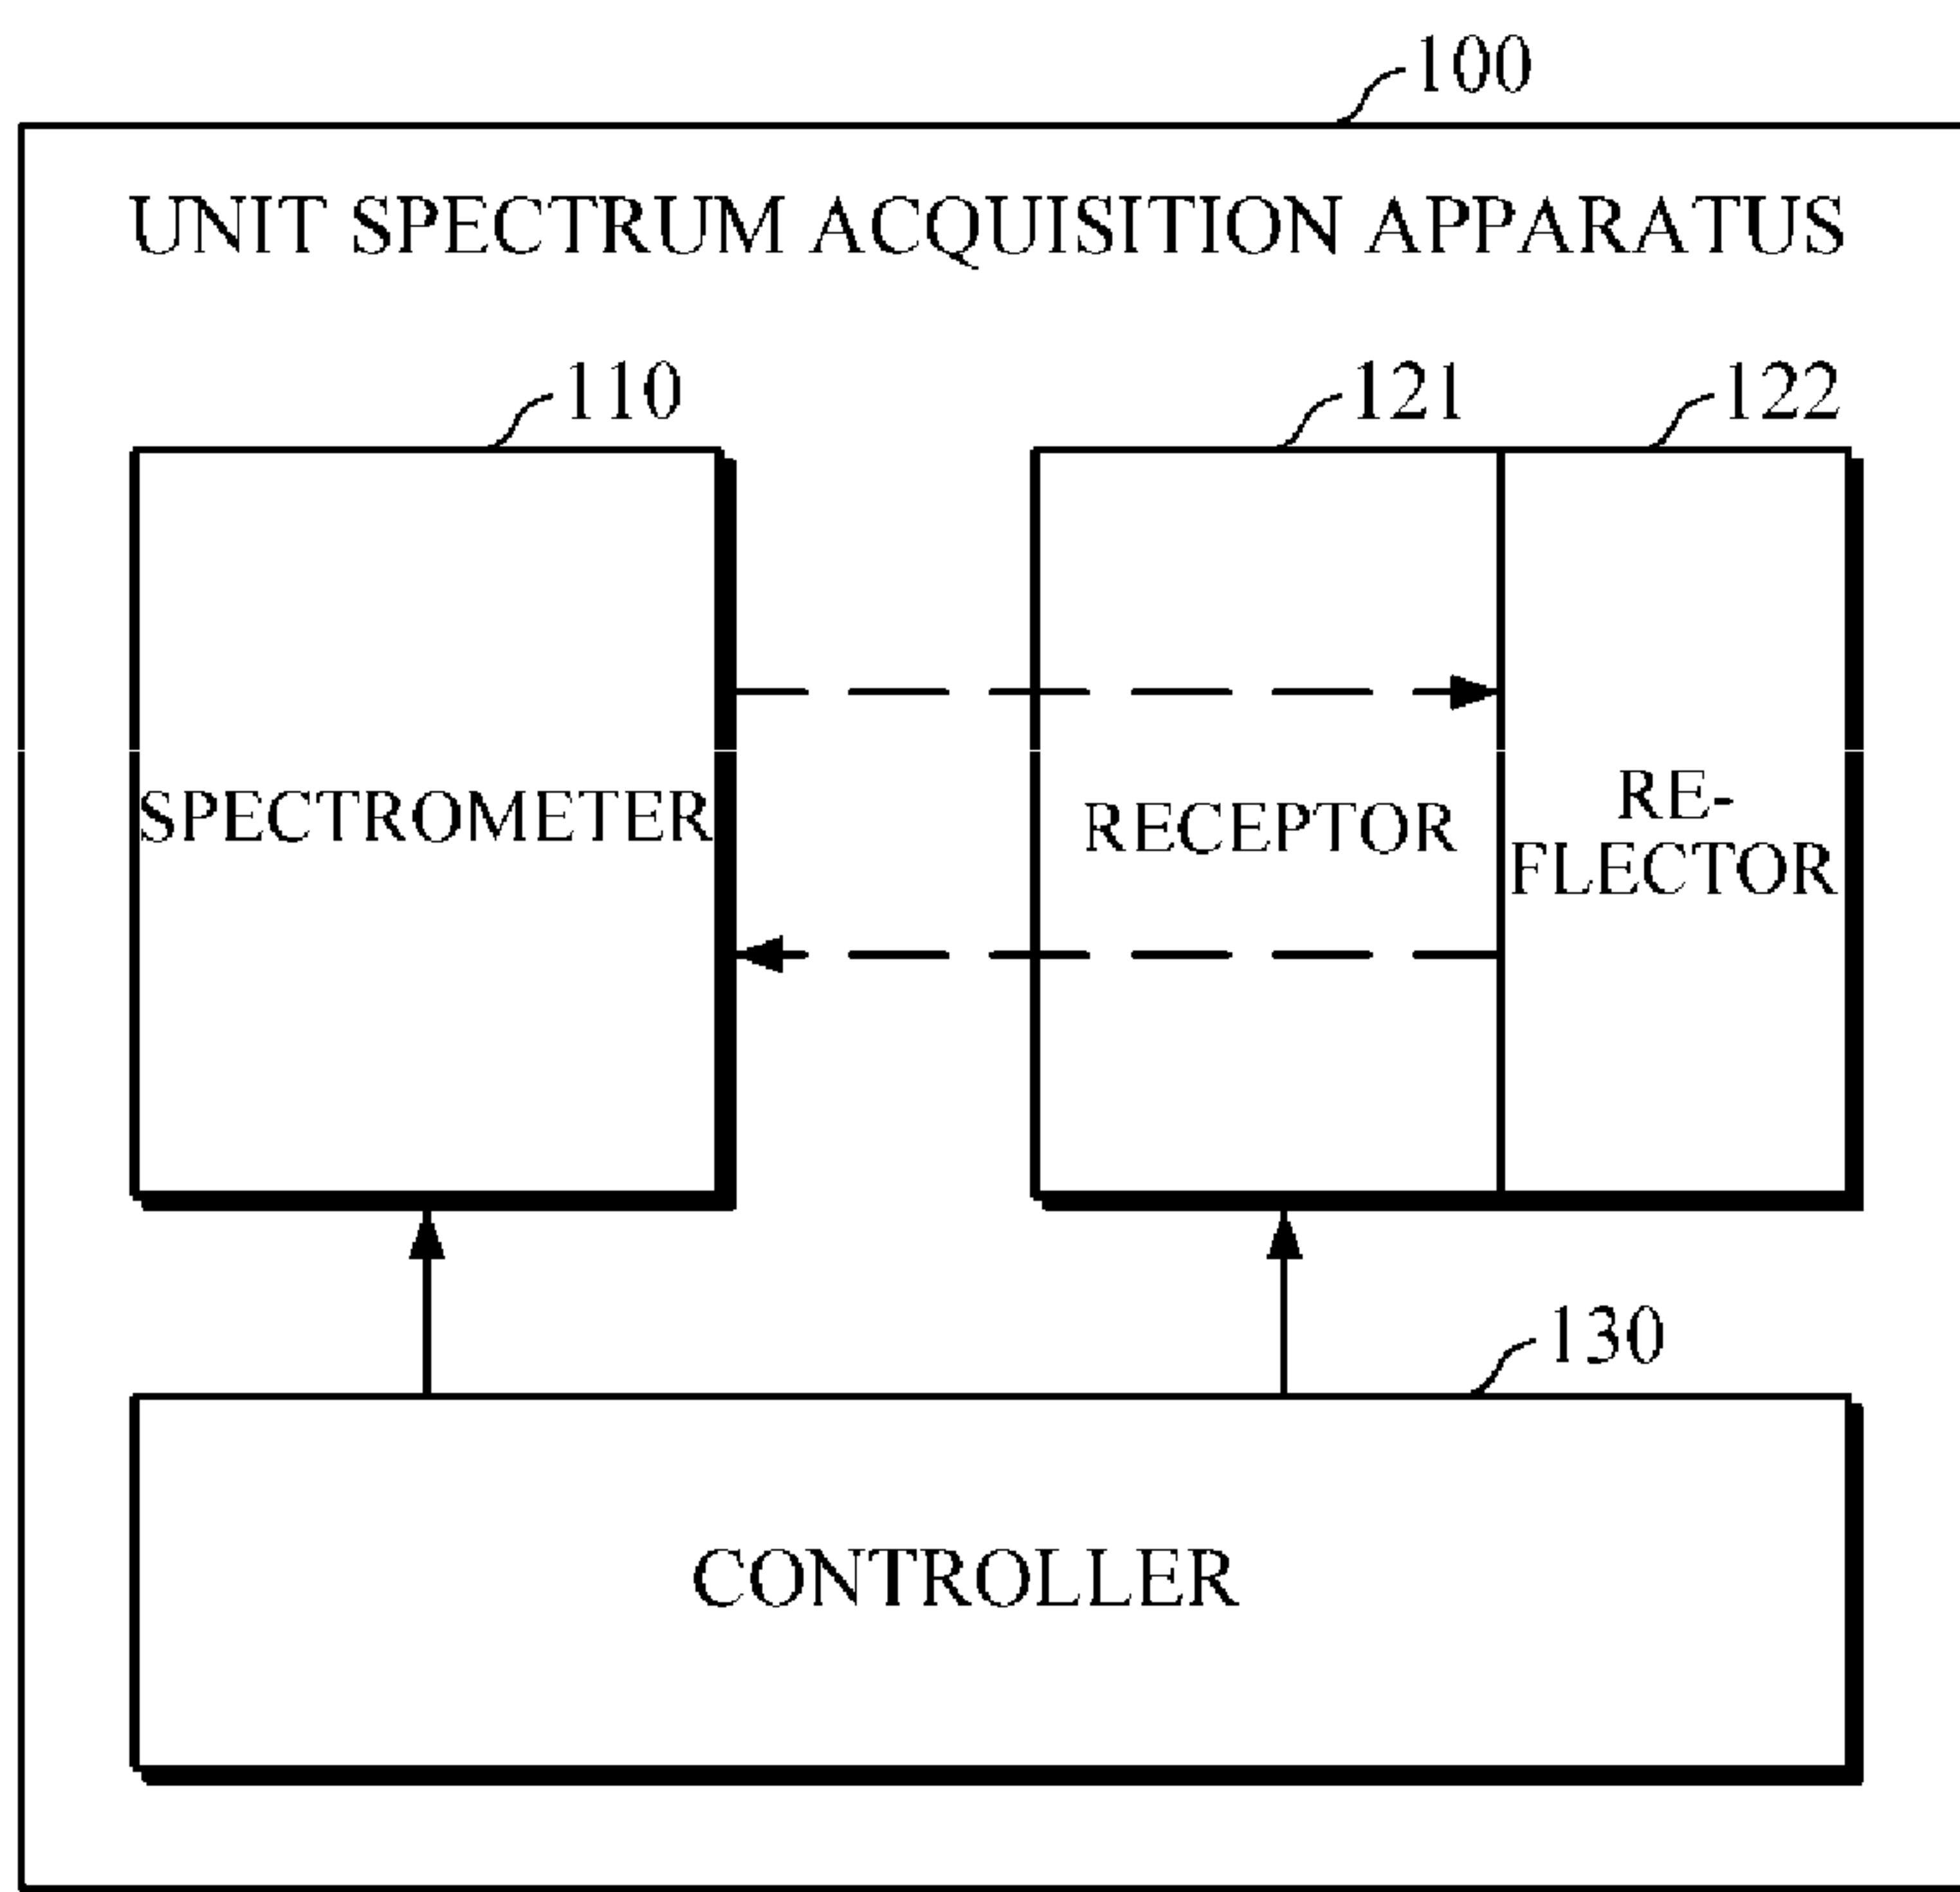 100
UNIT SPECTRUM ACQUISITION APPARATUS
110
121
122
SPECTROMETER
RECEPTOR
RE-
FLECTOR
130
CONTROLLER